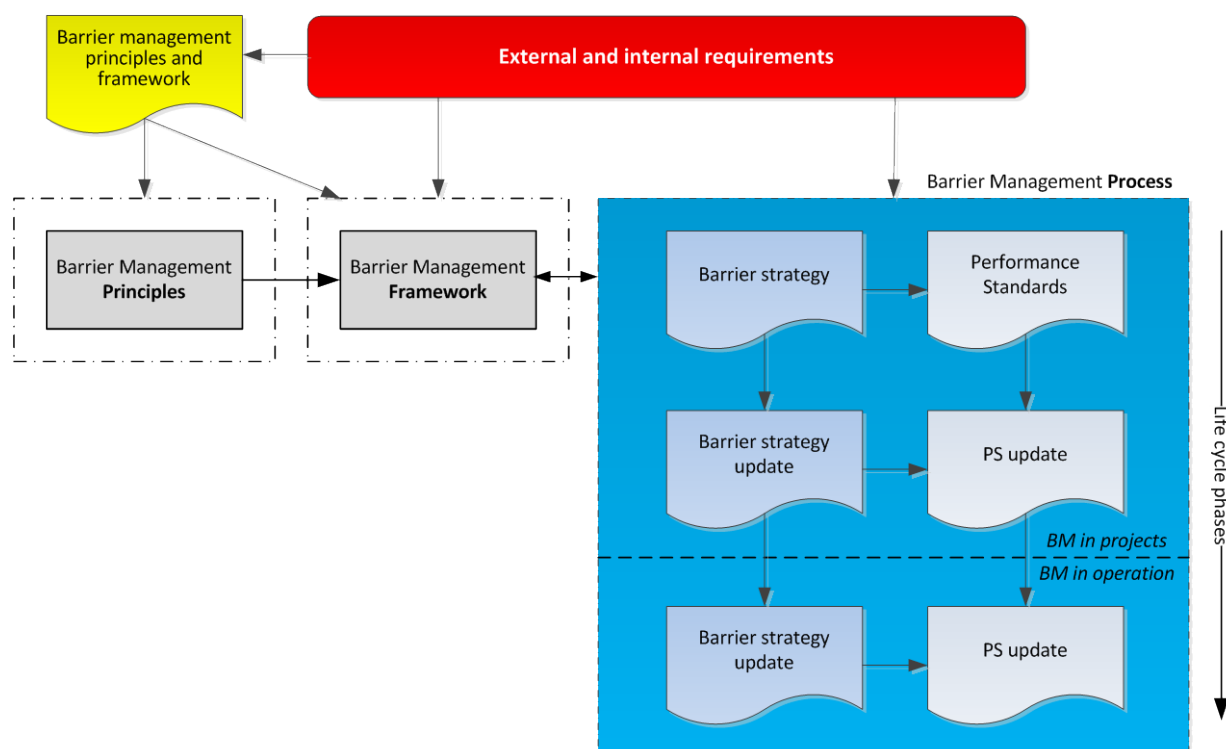 Barrier management
principles and
framework
External and internal requirements
Barrier Management Process
Barrier Management
Principles
Barrier Management
Framework
Barrier strategy
Performance
Standards
Barrier strategy
update
PS update
BM in projects
BM in operation
Barrier strategy
update
PS update
Life cycle phases